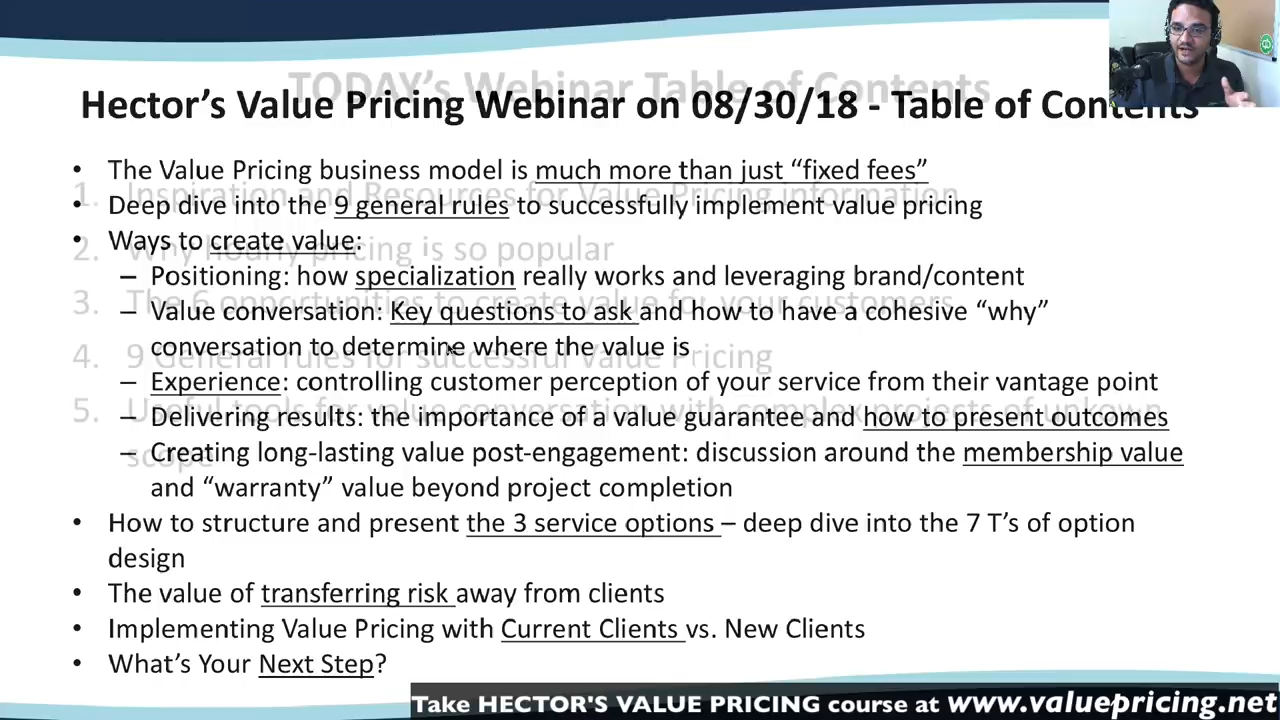 TODAY's Webinar Table of Contents
Hector's Value Pricing Webinar on 08/30/18 - Table of Contents
• The Value Pricing business model is much more than just “fixed fees”
1. Inspiration and Resources for Value Pricing information
• Deep dive into the 9 general rules to successfully implement value pricing
• Ways to create value:
2. Why hourly pricing is so popular
– Positioning: how specialization really works and leveraging brand/content
3. The 6 opportunities to create value for your customers
– Value conversation: Key questions to ask and how to have a cohesive “why”
conversation to determine where the value is
4. 9 General rules for successful Value Pricing
– Experience: controlling customer perception of your service from their vantage point
5. Useful tools for value conversation with complex projects of unkown
– Delivering results: the importance of a value guarantee and how to present outcomes
scope
– Creating long-lasting value post-engagement: discussion around the membership value
and “warranty” value beyond project completion
• How to structure and present the 3 service options – deep dive into the 7 T’s of option
design
• The value of transferring risk away from clients
• Implementing Value Pricing with Current Clients vs. New Clients
• What’s Your Next Step?
Take HECTOR'S VALUE PRICING course at www.valuepricing.net